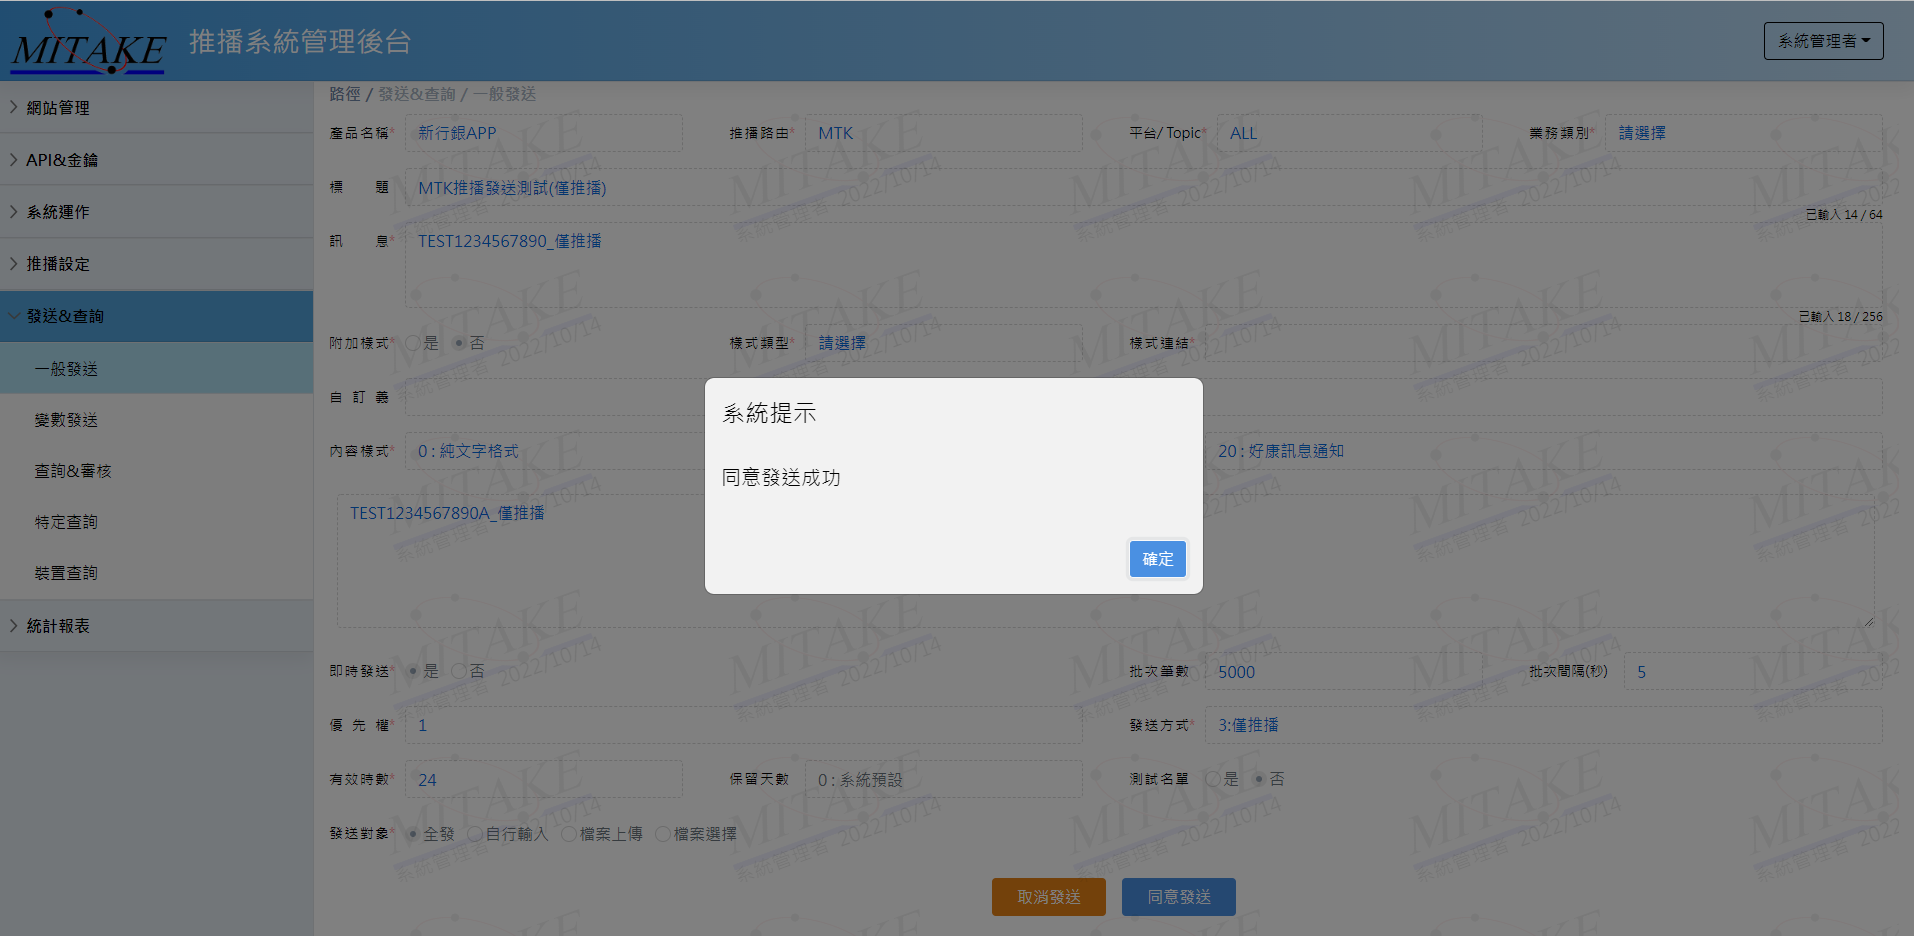 MITAKE 推播系統管理後台
系統管理者
網站管理
API&金鑰
系統運作
推播設定
發送&查詢
一般發送
變數發送
查詢&審核
特定查詢
裝置查詢
統計報表
路徑 / 發送&查詢 / 一般發送
產品名稱* 新行銀APP 推播路由* MTK 平台/ Topic* ALL 業務類別* 請選擇
標題 MTK推播發送測試(僅推播)
已輸入 14 / 64
訊息* TEST1234567890_僅推播
已輸入 18 / 256
附加樣式* 是 否 樣式類型* 請選擇 樣式連結*
自訂義
內容樣式* 0 : 純文字格式 20 : 好康訊息通知
TEST1234567890A_僅推播
系統提示
同意發送成功
確定
即時發送* 是 否 批次筆數 5000 批次間隔(秒) 5
優先權* 1 發送方式* 3:僅推播
有效時數* 24 保留天數 0 : 系統預設 測試名單 是 否
發送對象* 全發 自行輸入 檔案上傳 檔案選擇
取消發送 同意發送
MITAKE
系統管理者 2022/10/14